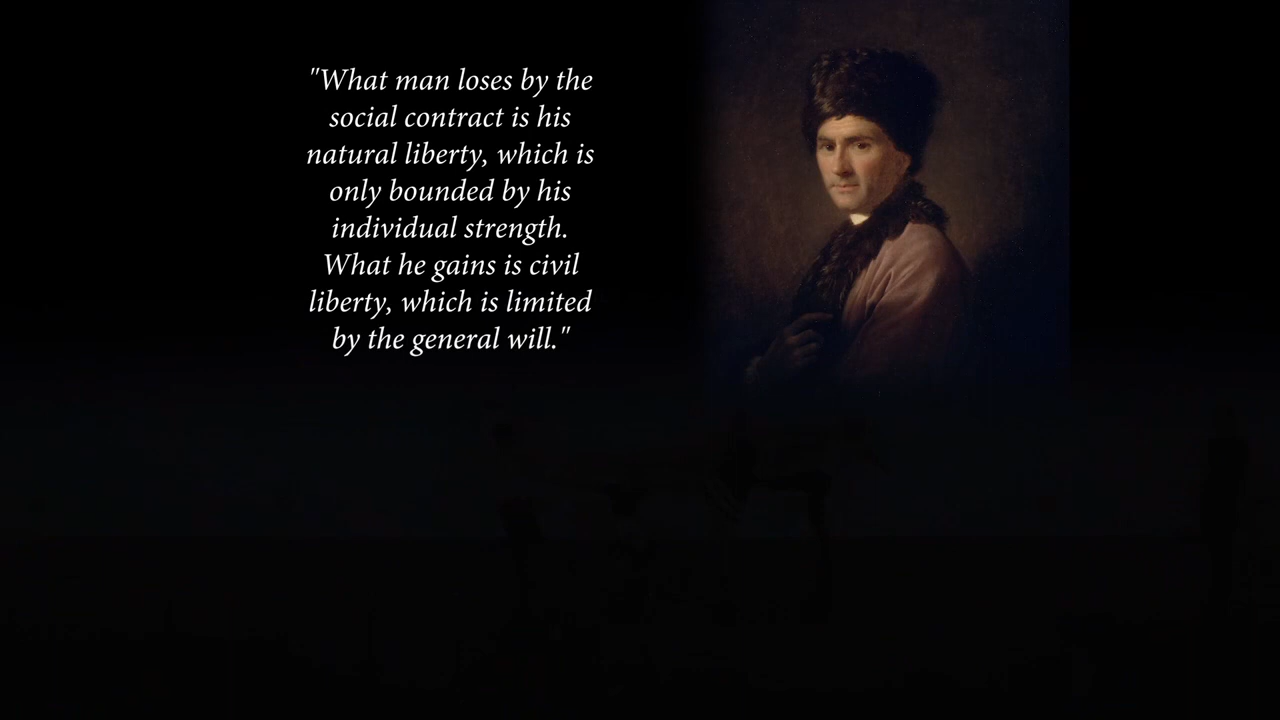 "What man loses by the
social contract is his
natural liberty, which is
only bounded by his
individual strength.
What he gains is civil
liberty, which is limited
by the general will."